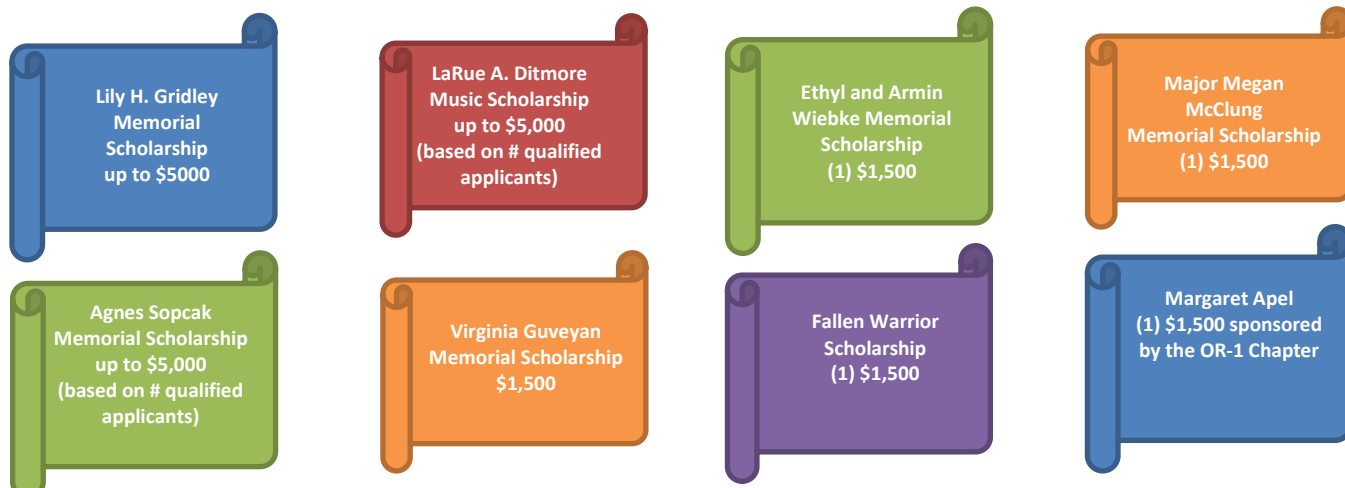 Lily H. Gridley
Memorial
Scholarship
up to $5000
LaRue A. Ditmore
Music Scholarship
up to $5,000
(based on # qualified
applicants)
Ethyl and Armin
Wiebke Memorial
Scholarship
(1) $1,500
Major Megan
McClung
Memorial Scholarship
(1) $1,500
Agnes Sopcak
Memorial Scholarship
up to $5,000
(based on # qualified
applicants)
Virginia Guveyan
Memorial Scholarship
$1,500
Fallen Warrior
Scholarship
(1) $1,500
Margaret Apel
(1) $1,500 sponsored
by the OR-1 Chapter